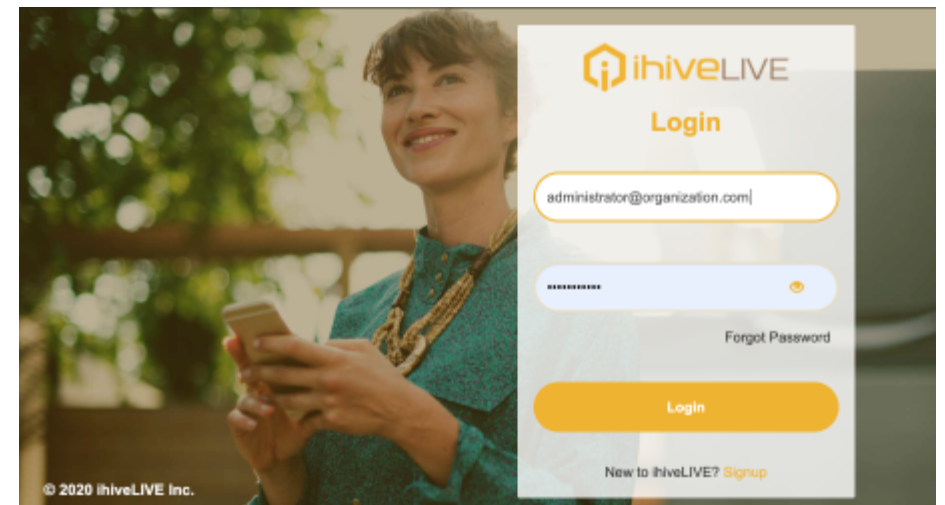 ihiveLIVE
Login
administrator@organization.com
Forgot Password
Login
New to ihiveLIVE? Signup
© 2020 ihiveLIVE Inc.